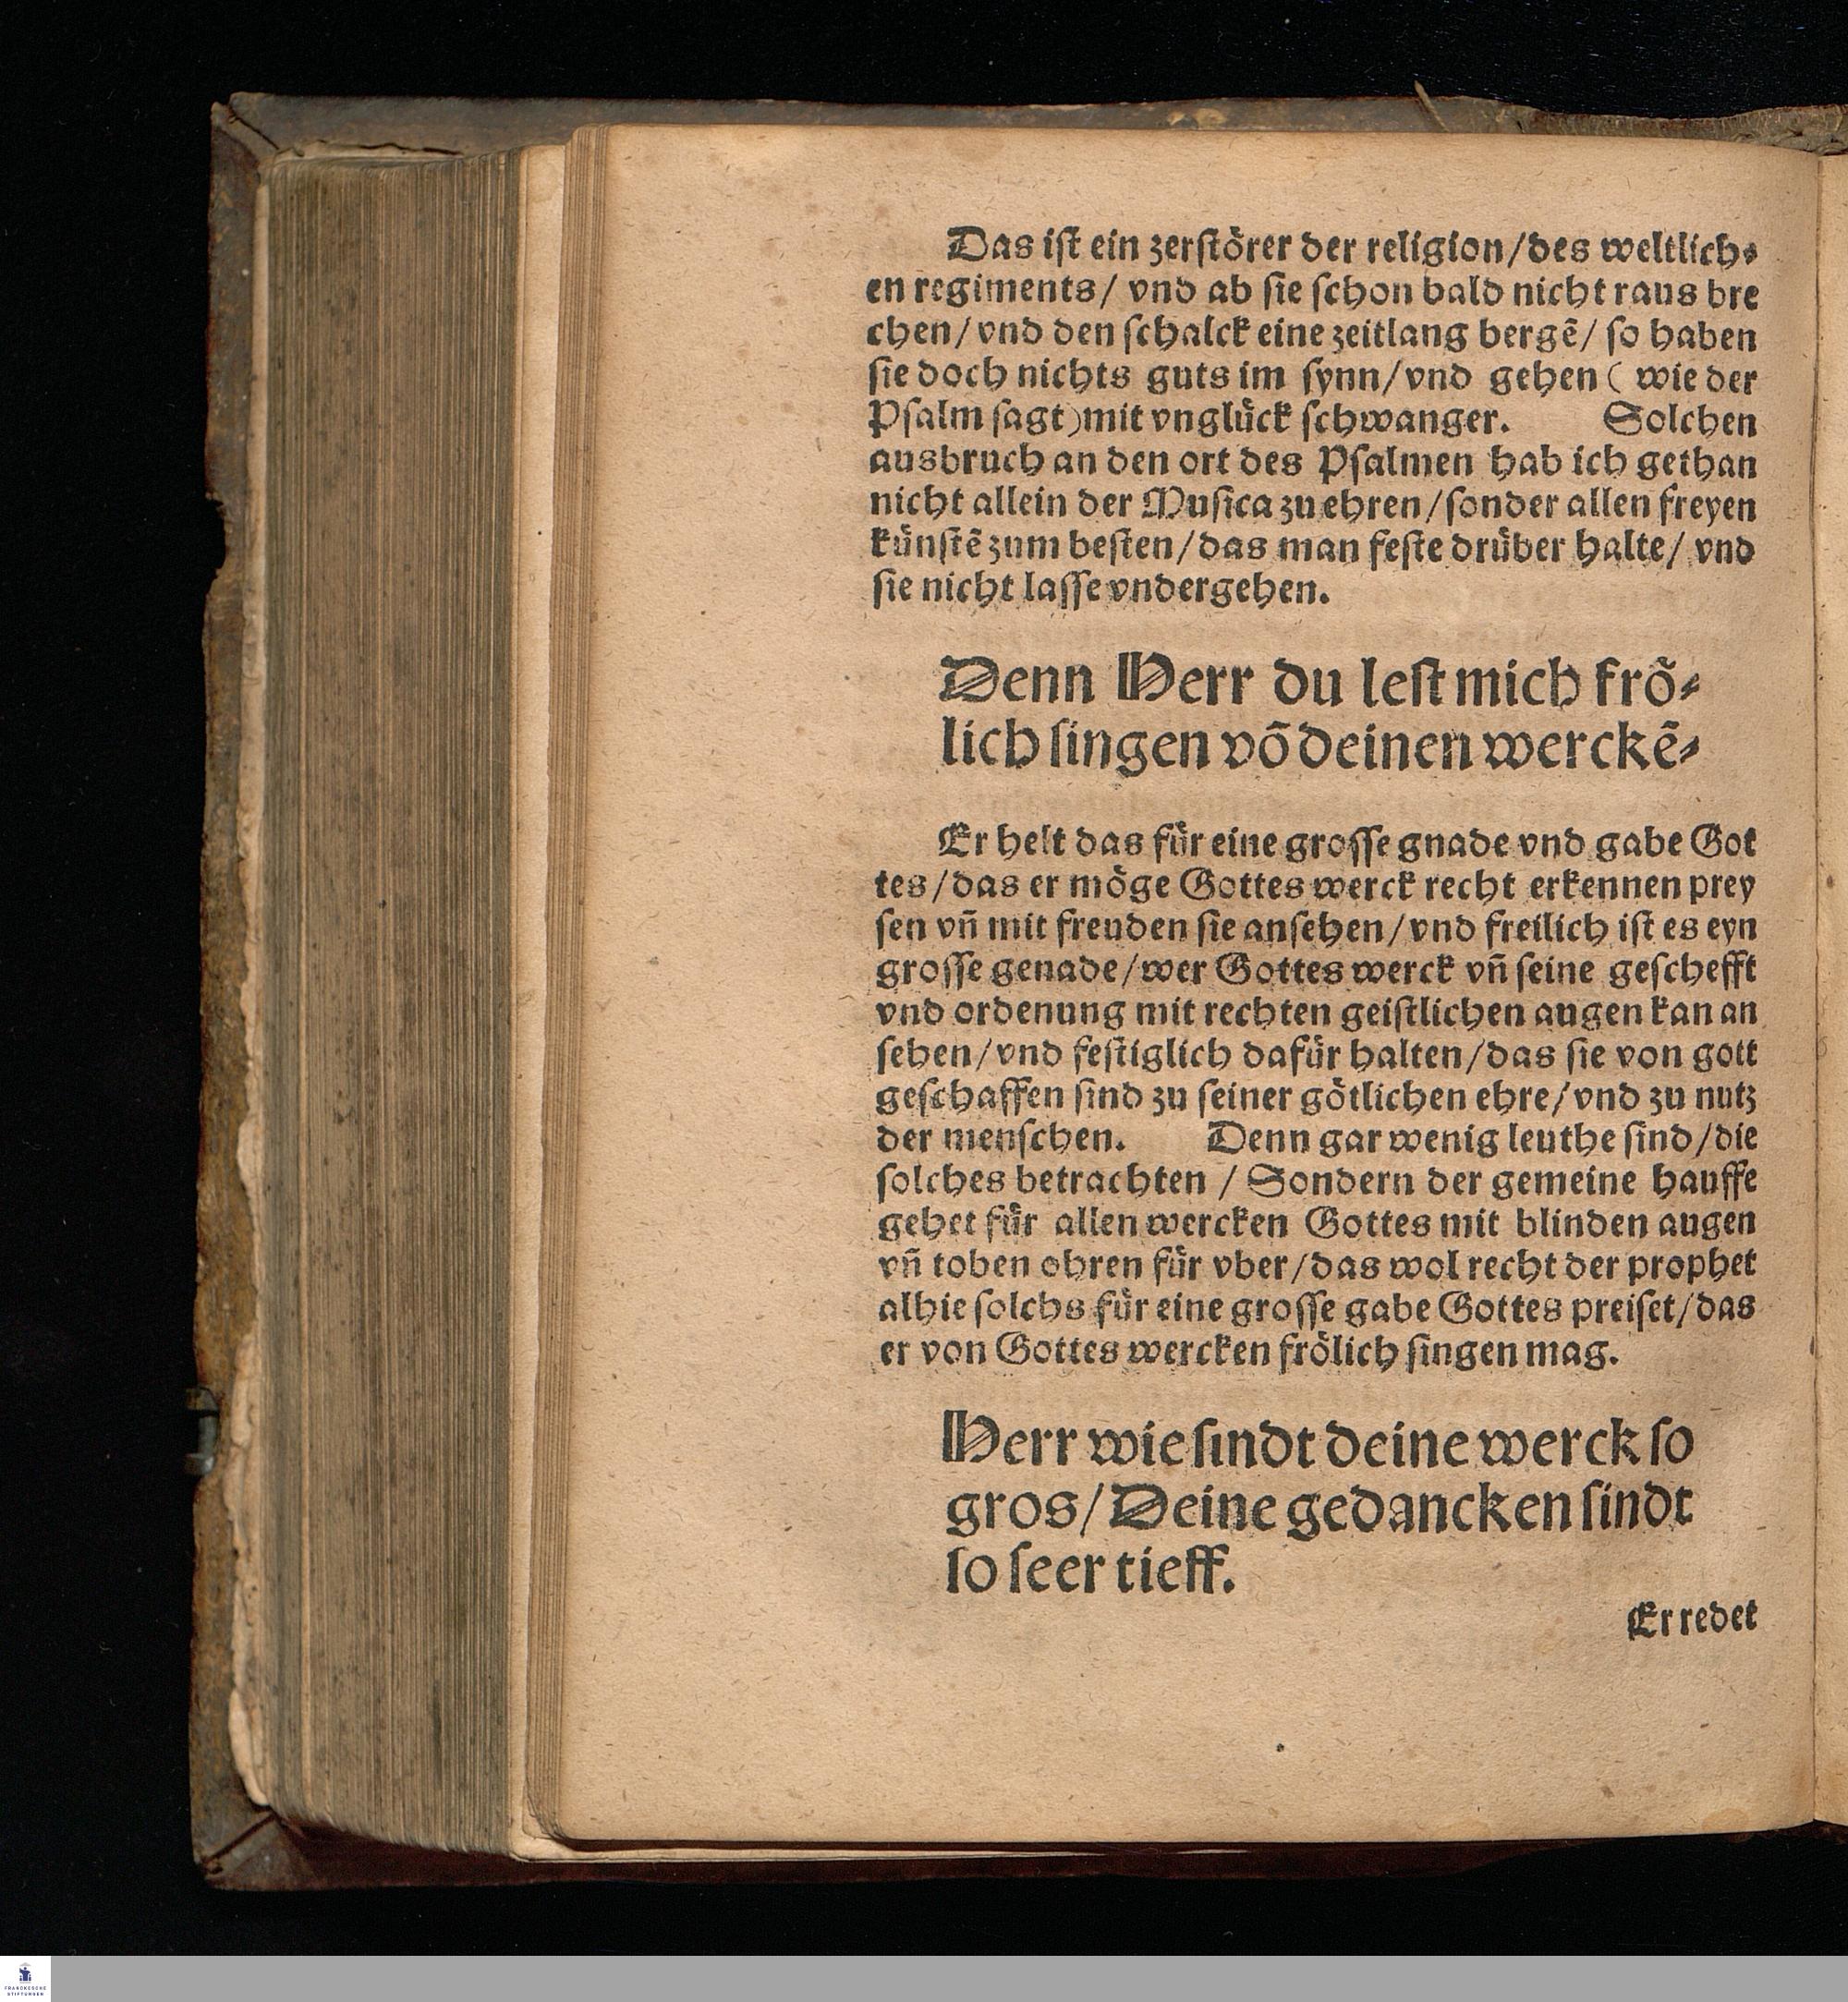 Das iſt ein zerſtörer der religion/des weltlich⸗
en regiments/ vnd ab ſie ſchon bald nicht raus bre
chen/vnd den ſchalck eine zeitlang bergē/ ſo haben
ſie doch nichts guts im ſynn/vnd gehen ( wie der
Pſalm ſagt)mit vnglück ſchwanger. Solchen
ausbruch an den ort des Pſalmen hab ich gethan
nicht allein der Muſica zu ehren/ſonder allen freyen
künſtē zum beſten/das man feſte drüber halte/ vnd
ſie nicht laſſe vndergehen.
Denn Herr du leſt mich frõ⸗
lich ſingen võ deinen werckē⸗
Er helt das für eine groſſe gnade vnd gabe Got
tes/das er möge Gottes werck recht erkennen prey
ſen vñ mit freuden ſie anſehen/vnd freilich iſt es eyn
groſſe genade/wer Gottes werck vñ ſeine geſchefft
vnd ordenung mit rechten geiſtlichen augen kan an
ſehen/vnd feſtiglich dafür halten/das ſie von gott
geſchaffen ſind zu ſeiner götlichen ehre/vnd zu nutz
der menſchen. Denn gar wenig leuthe ſind/die
ſolches betrachten / Sondern der gemeine hauffe
gehet für allen wercken Gottes mit blinden augen
vñ toben ohren für vber/das wol recht der prophet
alhie ſolchs für eine groſſe gabe Gottes preiſet/das
er von Gottes wercken frölich ſingen mag.
Herr wie ſindt deine werck ſo
gros/Deine gedancken ſindt
ſo ſeer tieff.
Er redet
FRANCKESCHE
STIFTUNGEN